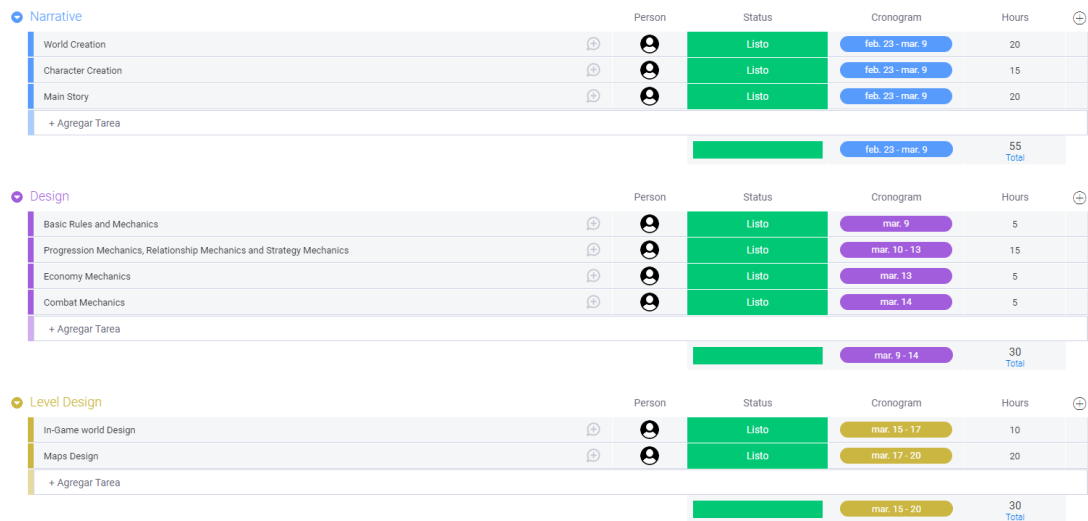 Narrative Person Status Cronogram Hours
World Creation Listo feb. 23 - mar. 9 20
Character Creation Listo feb. 23 - mar. 9 15
Main Story Listo feb. 23 - mar. 9 20
+ Agregar Tarea
feb. 23 - mar. 9 55
Total
Design Person Status Cronogram Hours
Basic Rules and Mechanics Listo mar. 9 5
Progression Mechanics, Relationship Mechanics and Strategy Mechanics Listo mar. 10 - 13 15
Economy Mechanics Listo mar. 13 5
Combat Mechanics Listo mar. 14 5
+ Agregar Tarea
mar. 9 - 14 30
Total
Level Design Person Status Cronogram Hours
In-Game world Design Listo mar. 15 - 17 10
Maps Design Listo mar. 17 - 20 20
+ Agregar Tarea
mar. 15 - 20 30
Total